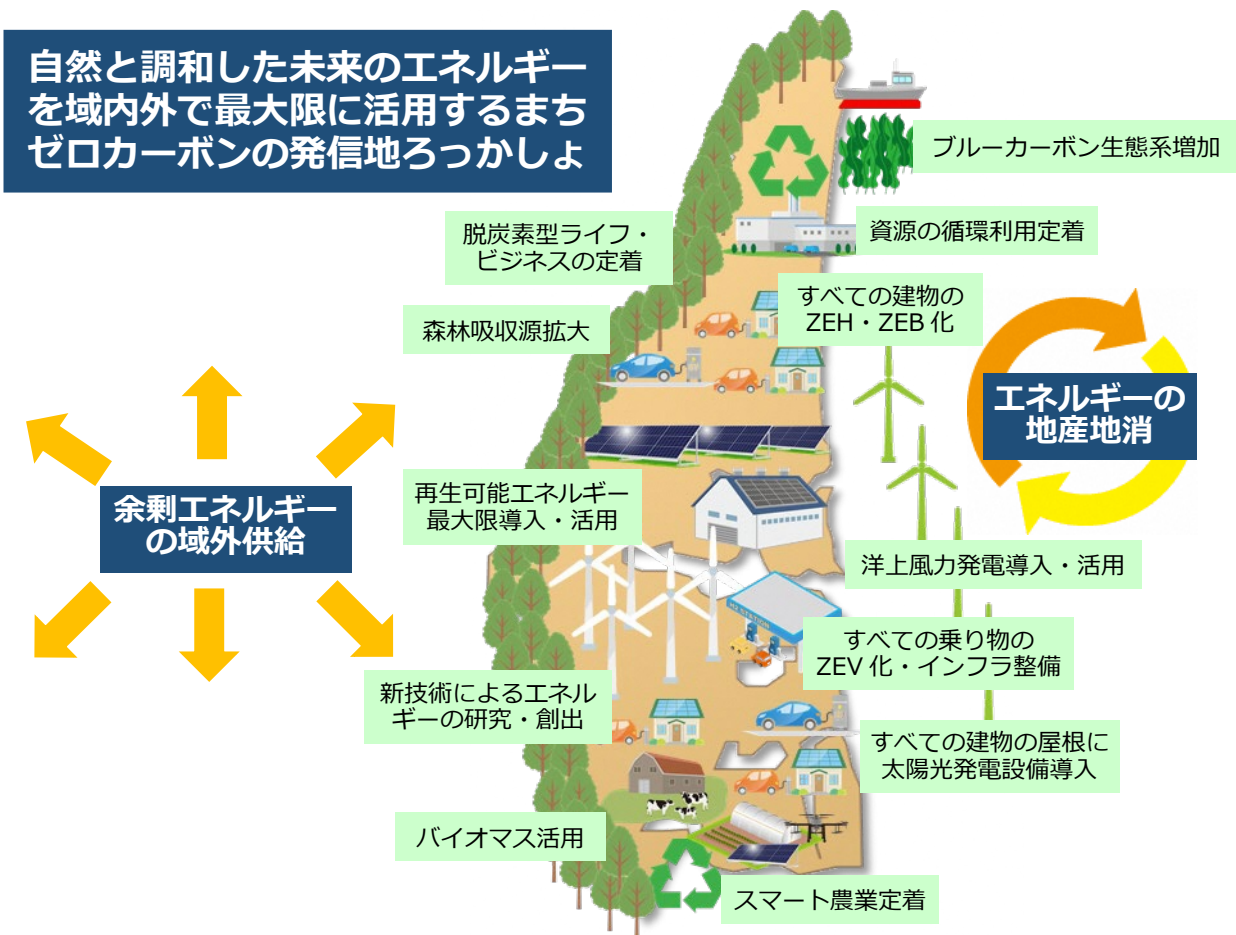 自然と調和した未来のエネルギー
を域内外で最大限に活用するまち
ゼロカーボンの発信地ろっかしょ
ブルーカーボン生態系増加
脱炭素型ライフ・
ビジネスの定着
資源の循環利用定着
すべての建物の
ZEH・ZEB 化
森林吸収源拡大
エネルギーの
地産地消
余剰エネルギー
の域外供給
再生可能エネルギー
最大限導入・活用
洋上風力発電導入・活用
H2 STATION
すべての乗り物の
ZEV 化・インフラ整備
新技術によるエネル
ギーの研究・創出
すべての建物の屋根に
太陽光発電設備導入
バイオマス活用
スマート農業定着